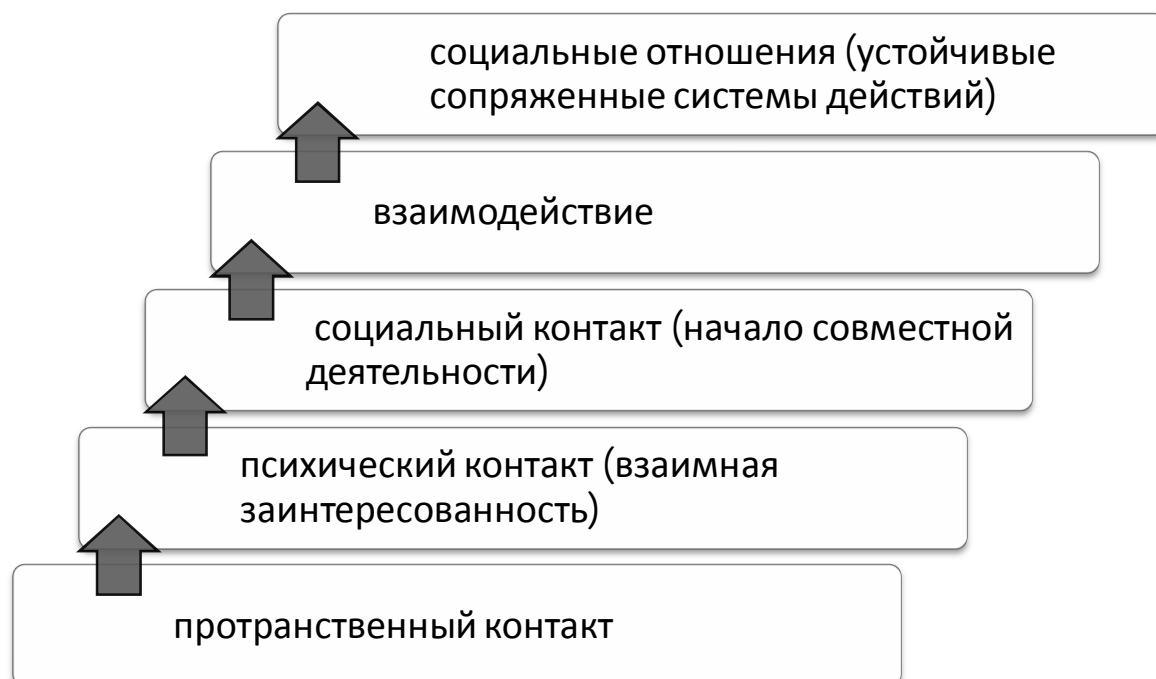 социальные отношения (устойчивые
сопряженные системы действий)
взаимодействие
социальный контакт (начало совместной
деятельности)
психический контакт (взаимная
заинтересованность)
протранственный контакт